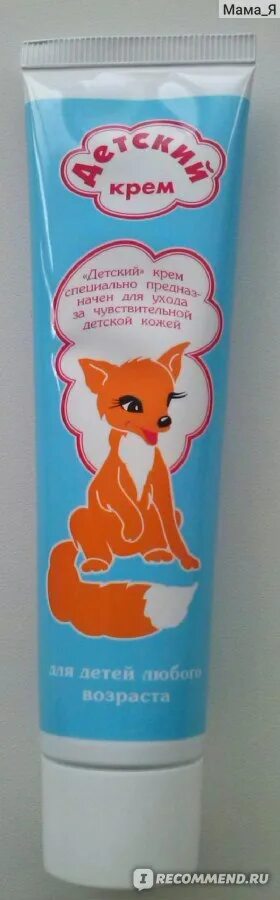 Мама_Я
Детский
крем
„Детский" крем
специально предназ-
начен для ухода
за чувствительной
детской кожей
для детей любого
возраста
IRECOMMEND.RU